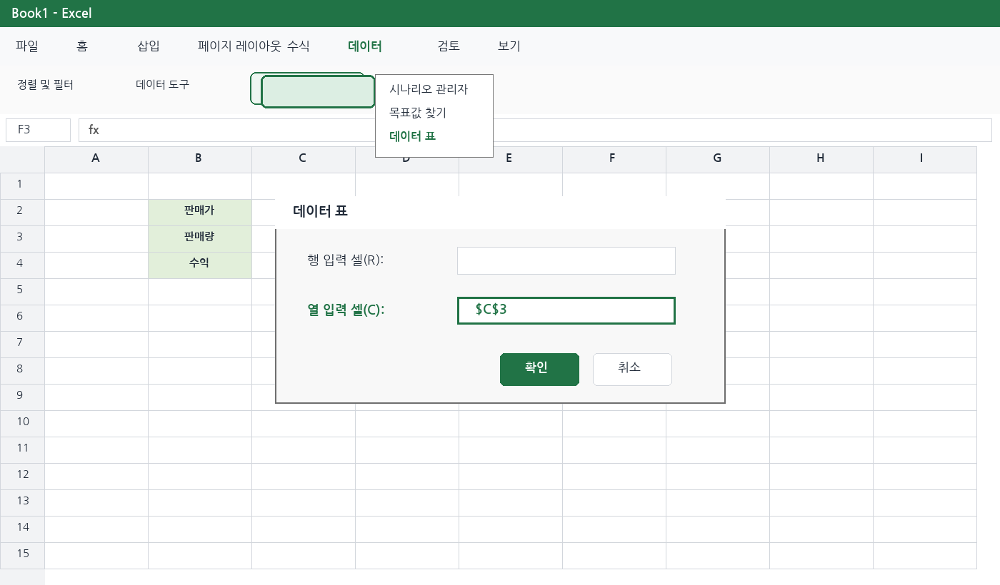 Book1 - Excel
파일 홈 삽입 페이지 레이아웃 수식 데이터 검토 보기
정렬 및 필터 데이터 도구
시나리오 관리자
목표값 찾기
데이터 표
F3 fx
A B C D E F G H I
1
2 판매가
3 판매량
4 수익
5
6
7
8
9
10
11
12
13
14
15
데이터 표
행 입력 셀(R):
열 입력 셀(C): $C$3
확인 취소